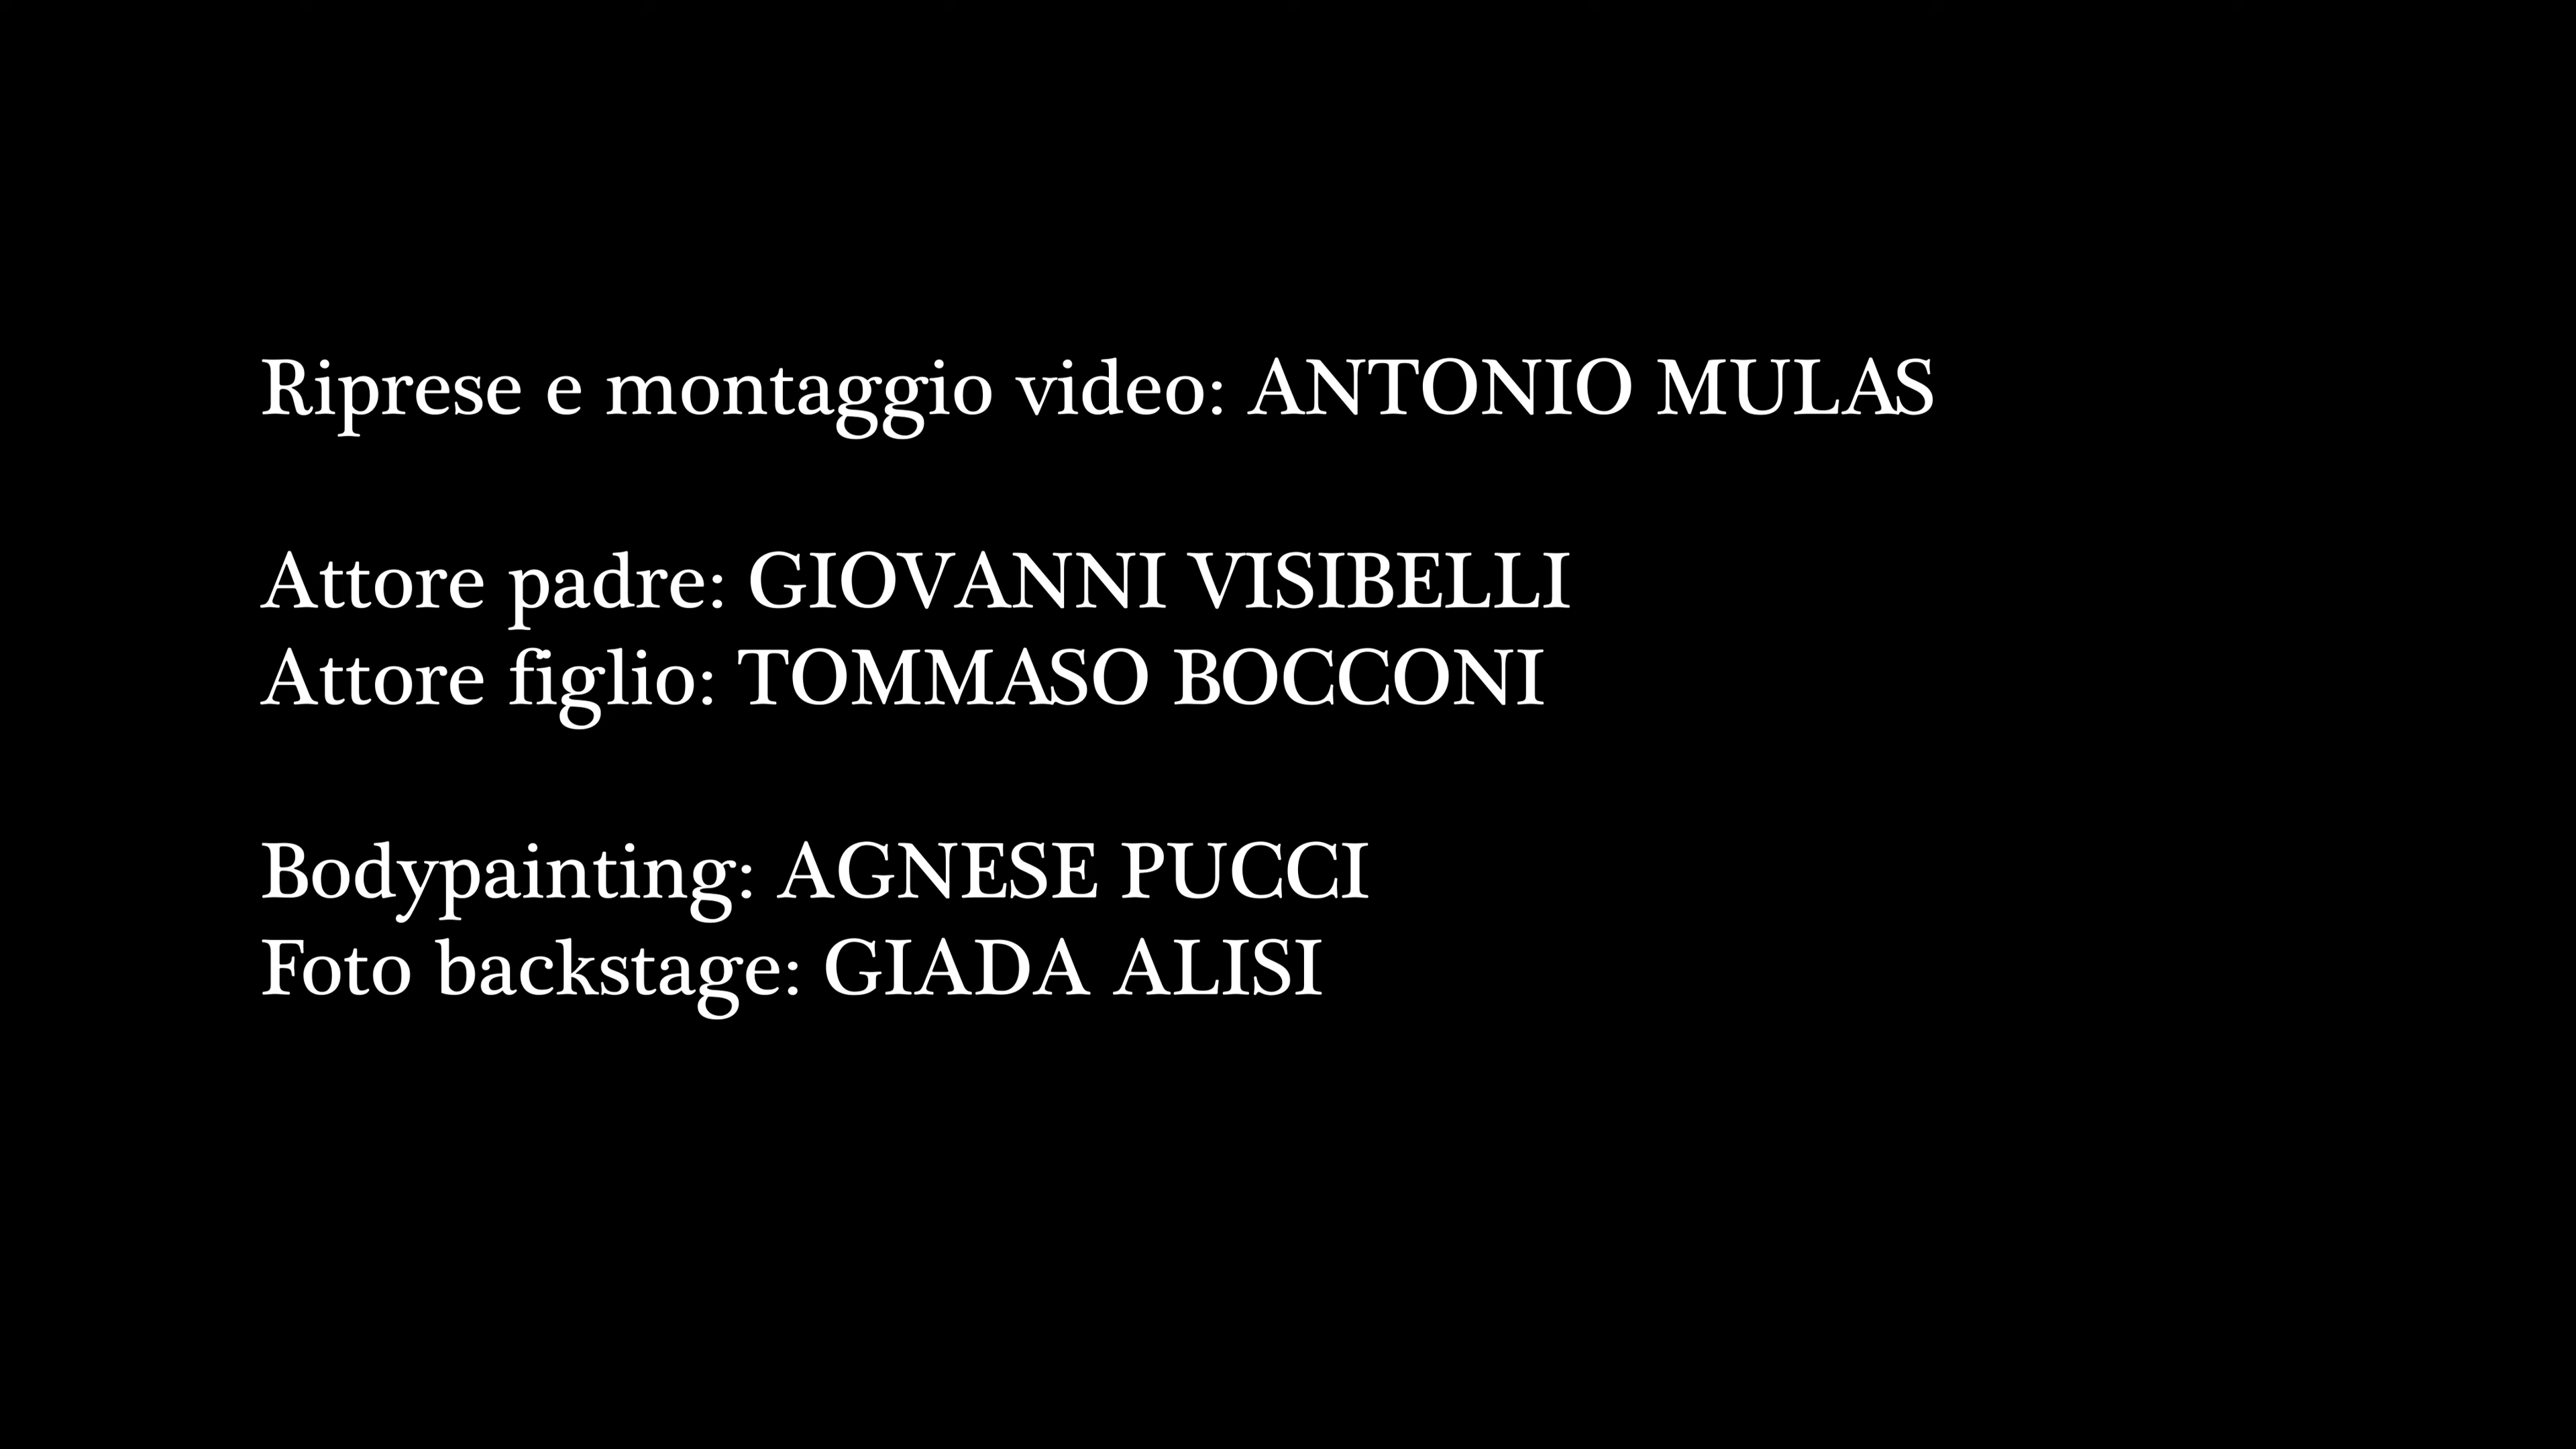 Riprese e montaggio video: ANTONIO MULAS
Attore padre: GIOVANNI VISIBELLI
Attore figlio: TOMMASO BOCCONI
Bodypainting: AGNESE PUCCI
Foto backstage: GIADA ALISI